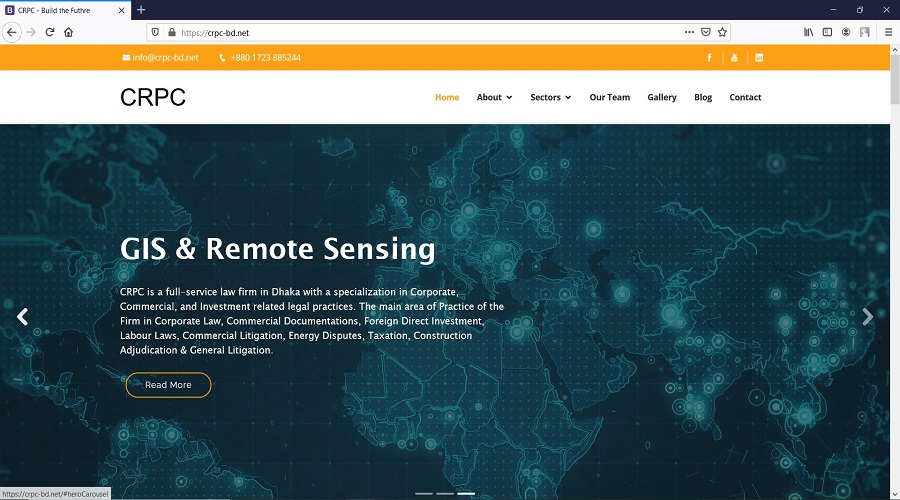 CRPC - Build the Futhre
https://crpc-bd.net
info@crpc-bd.net +880 1723 885244
CRPC
Home About Sectors Our Team Gallery Blog Contact
GIS & Remote Sensing
CRPC is a full-service law firm in Dhaka with a specialization in Corporate,
Commercial, and Investment related legal practices. The main area of Practice of the
Firm in Corporate Law, Commercial Documentations, Foreign Direct Investment,
Labour Laws, Commercial Litigation, Energy Disputes, Taxation, Construction
Adjudication & General Litigation.
Read More
https://crpc-bd.net/#heroCarousel